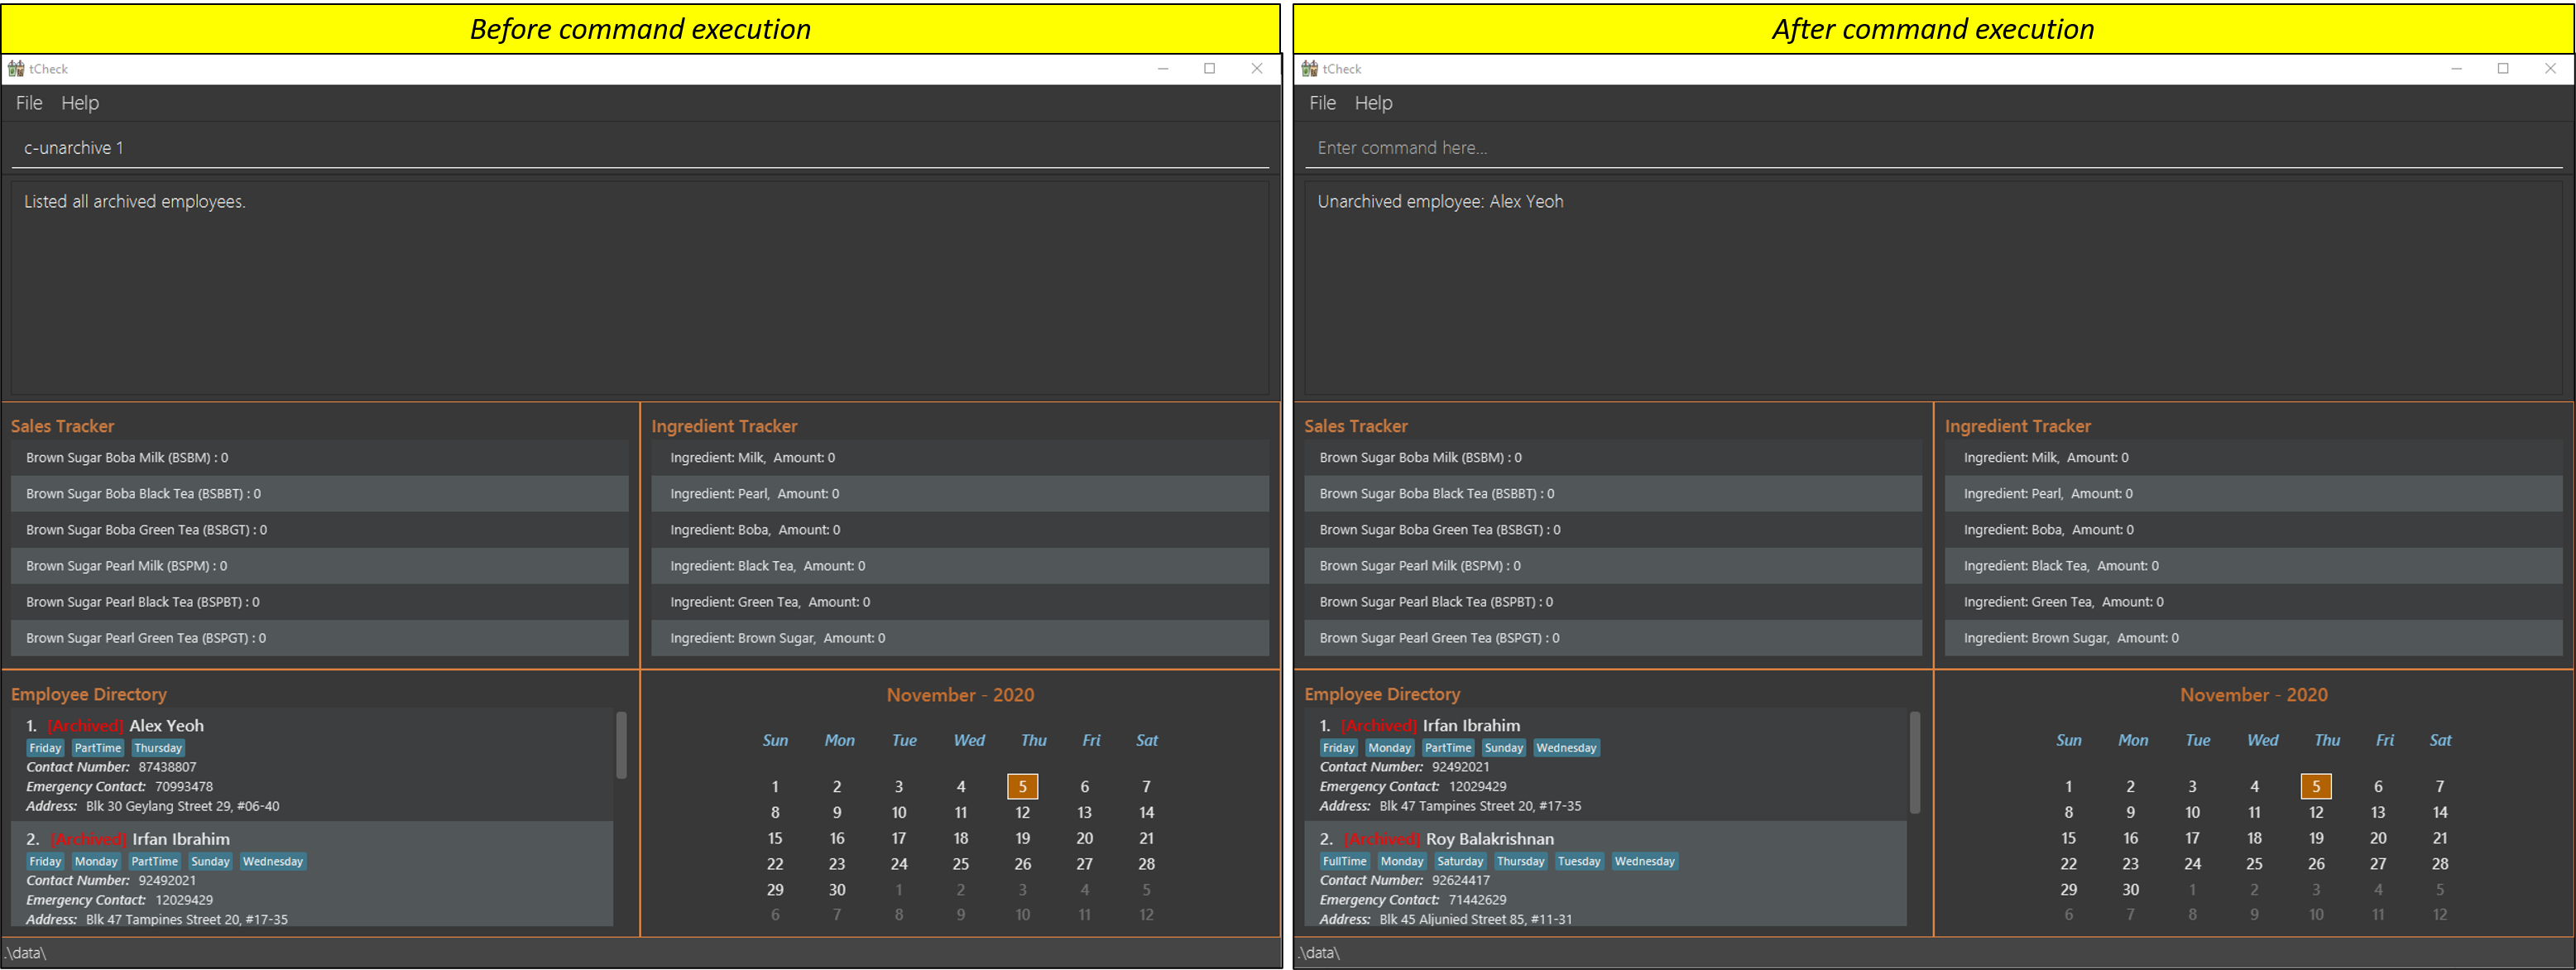 Before command execution
tCheck
File Help
c-unarchive 1
Listed all archived employees.
Sales Tracker
Brown Sugar Boba Milk (BSBM) : 0
Brown Sugar Boba Black Tea (BSBBT) : 0
Brown Sugar Boba Green Tea (BSBGT) : 0
Brown Sugar Pearl Milk (BSPM) : 0
Brown Sugar Pearl Black Tea (BSPBT) : 0
Brown Sugar Pearl Green Tea (BSPGT) : 0
Ingredient Tracker
Ingredient: Milk, Amount: 0
Ingredient: Pearl, Amount: 0
Ingredient: Boba, Amount: 0
Ingredient: Black Tea, Amount: 0
Ingredient: Green Tea, Amount: 0
Ingredient: Brown Sugar, Amount: 0
Employee Directory
1. [Archived] Alex Yeoh
Friday PartTime Thursday
Contact Number: 87438807
Emergency Contact: 70993478
Address: Blk 30 Geylang Street 29, #06-40
2. [Archived] Irfan Ibrahim
Friday Monday PartTime Sunday Wednesday
Contact Number: 92492021
Emergency Contact: 12029429
Address: Blk 47 Tampines Street 20, #17-35
November - 2020
Sun Mon Tue Wed Thu Fri Sat
1 2 3 4 5 6 7
8 9 10 11 12 13 14
15 16 17 18 19 20 21
22 23 24 25 26 27 28
29 30 1 2 3 4 5
6 7 8 9 10 11 12
.\data\
After command execution
tCheck
File Help
Enter command here...
Unarchived employee: Alex Yeoh
Sales Tracker
Brown Sugar Boba Milk (BSBM) : 0
Brown Sugar Boba Black Tea (BSBBT) : 0
Brown Sugar Boba Green Tea (BSBGT) : 0
Brown Sugar Pearl Milk (BSPM) : 0
Brown Sugar Pearl Black Tea (BSPBT) : 0
Brown Sugar Pearl Green Tea (BSPGT) : 0
Ingredient Tracker
Ingredient: Milk, Amount: 0
Ingredient: Pearl, Amount: 0
Ingredient: Boba, Amount: 0
Ingredient: Black Tea, Amount: 0
Ingredient: Green Tea, Amount: 0
Ingredient: Brown Sugar, Amount: 0
Employee Directory
1. [Archived] Irfan Ibrahim
Friday Monday PartTime Sunday Wednesday
Contact Number: 92492021
Emergency Contact: 12029429
Address: Blk 47 Tampines Street 20, #17-35
2. [Archived] Roy Balakrishnan
FullTime Monday Saturday Thursday Tuesday Wednesday
Contact Number: 92624417
Emergency Contact: 71442629
Address: Blk 45 Aljunied Street 85, #11-31
November - 2020
Sun Mon Tue Wed Thu Fri Sat
1 2 3 4 5 6 7
8 9 10 11 12 13 14
15 16 17 18 19 20 21
22 23 24 25 26 27 28
29 30 1 2 3 4 5
6 7 8 9 10 11 12
.\data\